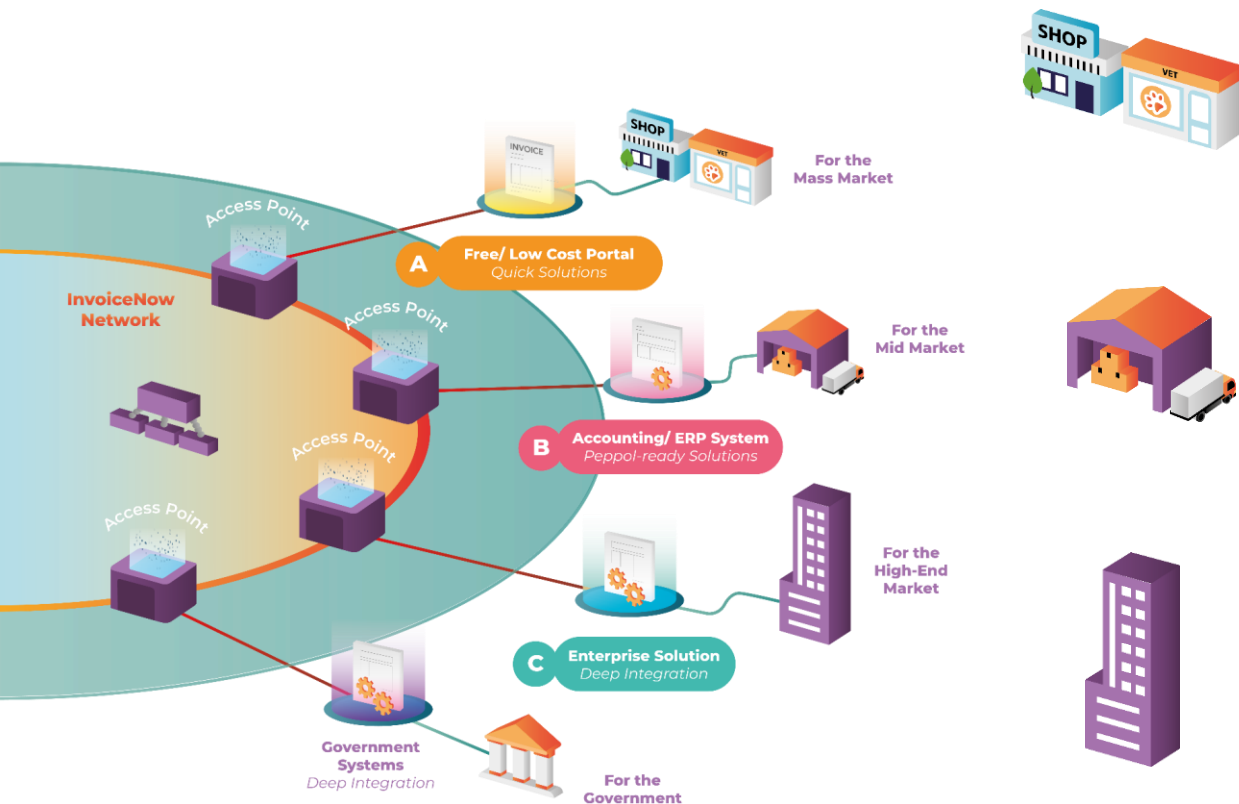 SHOP
VET
INVOICE
SHOP
VET
For the
Mass Market
Access Point
A
Free/ Low Cost Portal
Quick Solutions
InvoiceNow
Network
Access Point
For the
Mid Market
Access Point
B
Accounting/ ERP System
Peppol-ready Solutions
Access Point
For the
High-End
Market
C
Enterprise Solution
Deep Integration
Government
Systems
Deep Integration
For the
Government